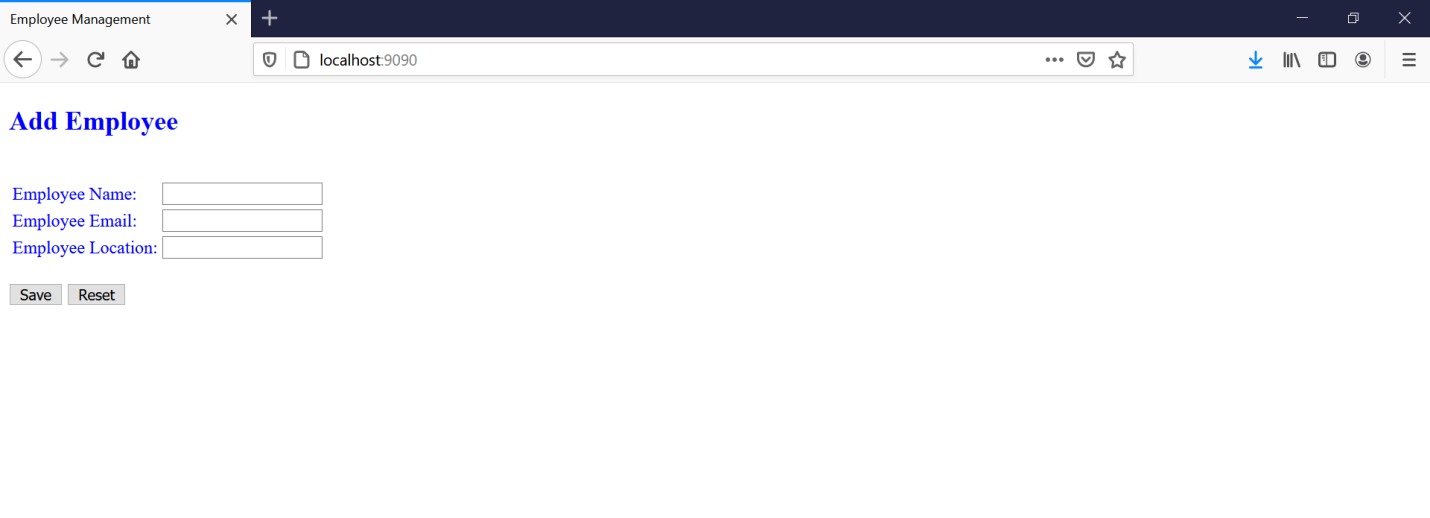 Employee Management
localhost:9090
Add Employee
Employee Name:
Employee Email:
Employee Location:
Save Reset